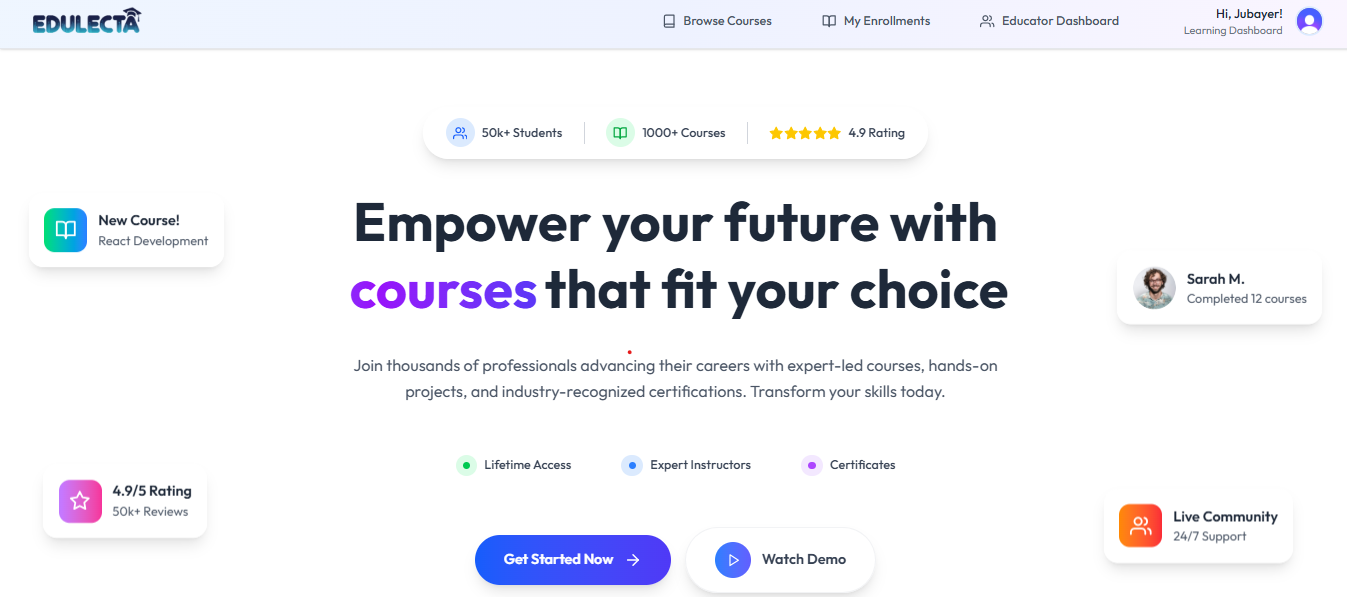 EDULECTA
Browse Courses
My Enrollments
Educator Dashboard
Hi, Jubayer!
Learning Dashboard
50k+ Students
1000+ Courses
4.9 Rating
New Course!
React Development
Empower your future with
courses that fit your choice
Sarah M.
Completed 12 courses
Join thousands of professionals advancing their careers with expert-led courses, hands-on
projects, and industry-recognized certifications. Transform your skills today.
Lifetime Access
Expert Instructors
Certificates
4.9/5 Rating
50k+ Reviews
Live Community
24/7 Support
Get Started Now
Watch Demo